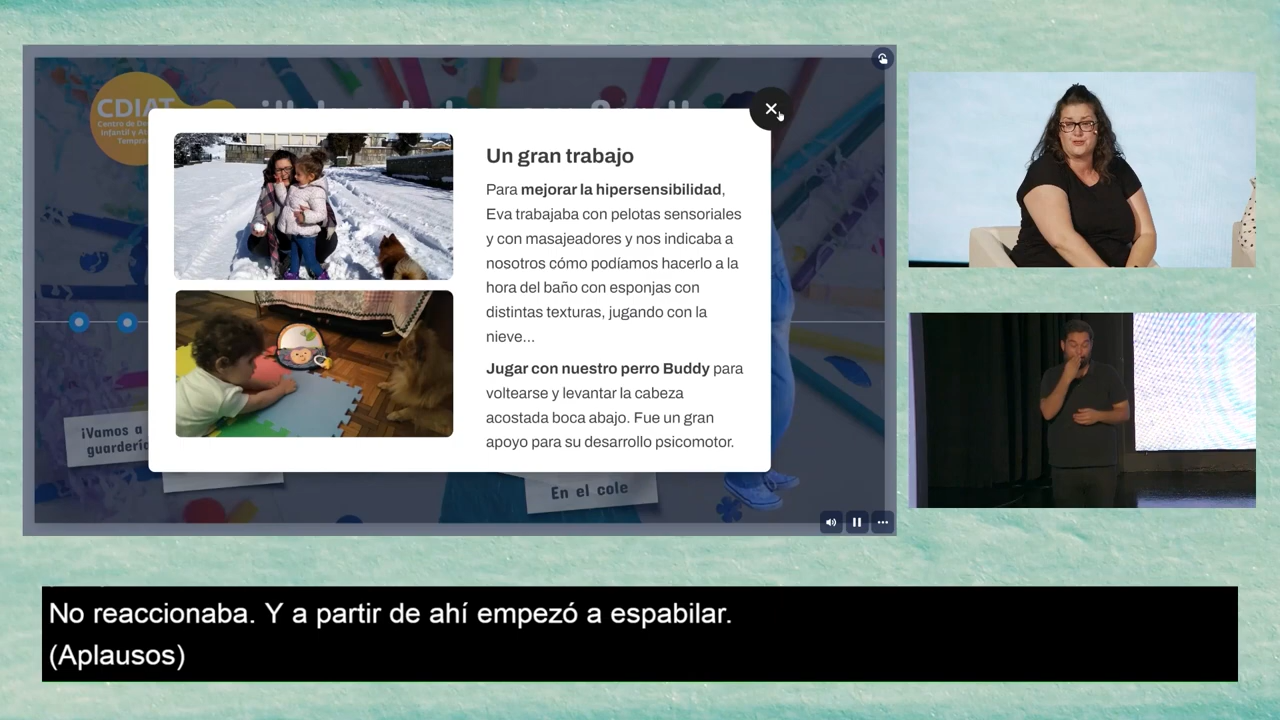 CDIAT
Centro de De
Infantil y At
Tempra
Un gran trabajo
Para mejorar la hipersensibilidad,
Eva trabajaba con pelotas sensoriales
y con masajeadores y nos indicaba a
nosotros cómo podíamos hacerlo a la
hora del baño con esponjas con
distintas texturas, jugando con la
nieve...
Jugar con nuestro perro Buddy para
voltearse y levantar la cabeza
acostada boca abajo. Fue un gran
apoyo para su desarrollo psicomotor.
¡Vamos a
guardería
En el cole
No reaccionaba. Y a partir de ahí empezó a espabilar.
(Aplausos)